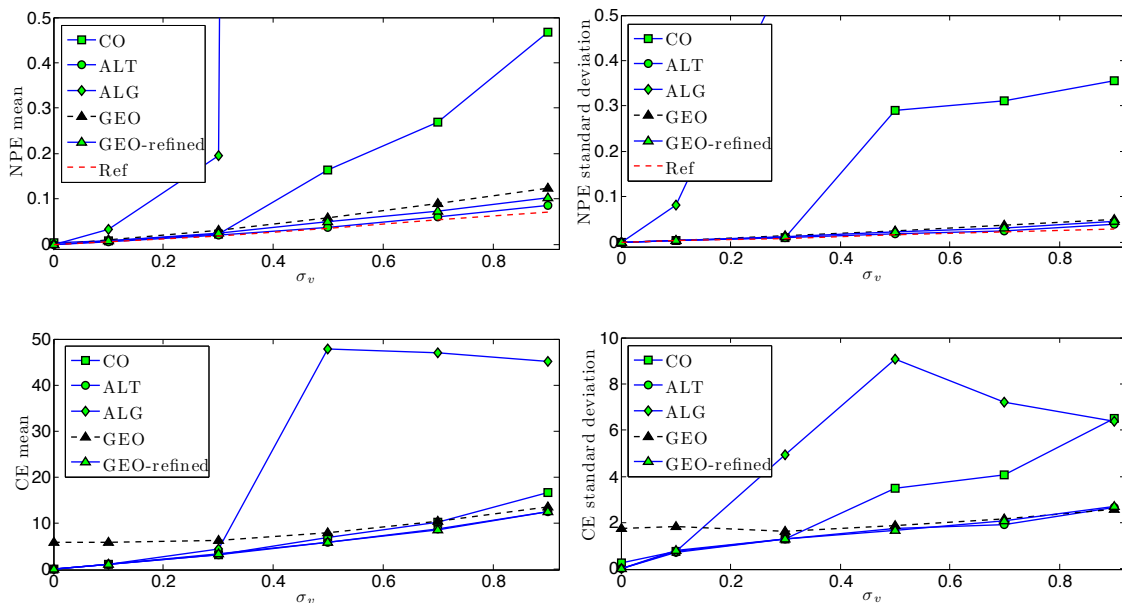 0.5
0.4
0.3
0.2
0.1
0
NPE mean
CO
ALT
ALG
GEO
GEO-refined
Ref
0 0.2 0.4 0.6 0.8
σv
0.5
0.4
0.3
0.2
0.1
0
NPE standard deviation
CO
ALT
ALG
GEO
GEO-refined
Ref
0 0.2 0.4 0.6 0.8
σv
50
40
30
20
10
0
CE mean
CO
ALT
ALG
GEO
GEO-refined
0 0.2 0.4 0.6 0.8
σv
10
8
6
4
2
0
CE standard deviation
CO
ALT
ALG
GEO
GEO-refined
0 0.2 0.4 0.6 0.8
σv